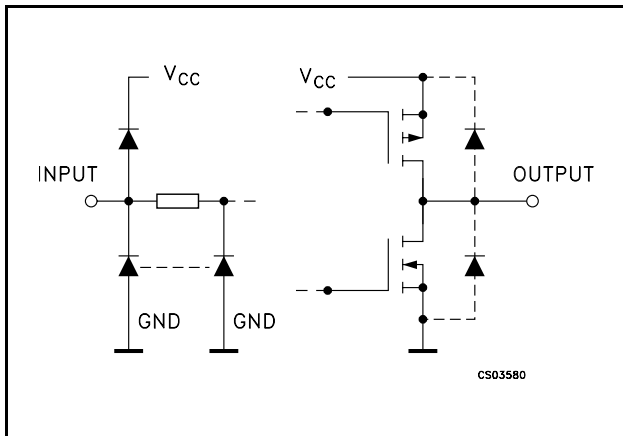 VCC
VCC
INPUT
OUTPUT
GND
GND
CS03580